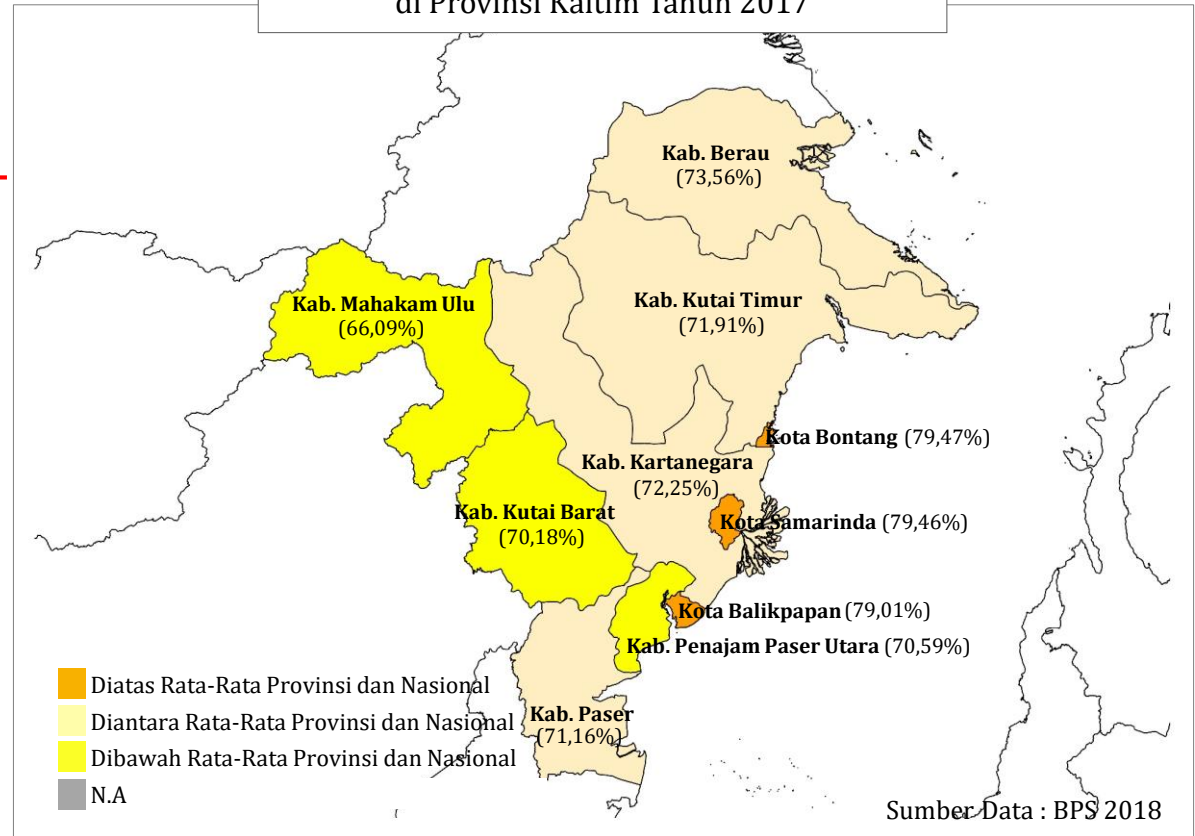 di Provinsi Kaltim Tahun 2017
Kab. Berau
(73,56%)
Kab. Mahakam Ulu
(66,09%)
Kab. Kutai Timur
(71,91%)
Kota Bontang (79,47%)
Kab. Kartanegara
(72,25%)
Kab. Kutai Barat
(70,18%)
Kota Samarinda (79,46%)
Kota Balikpapan (79,01%)
Kab. Penajam Paser Utara (70,59%)
Kab. Paser
(71,16%)
Diatas Rata-Rata Provinsi dan Nasional
Diantara Rata-Rata Provinsi dan Nasional
Dibawah Rata-Rata Provinsi dan Nasional
N.A
Sumber Data : BPS 2018